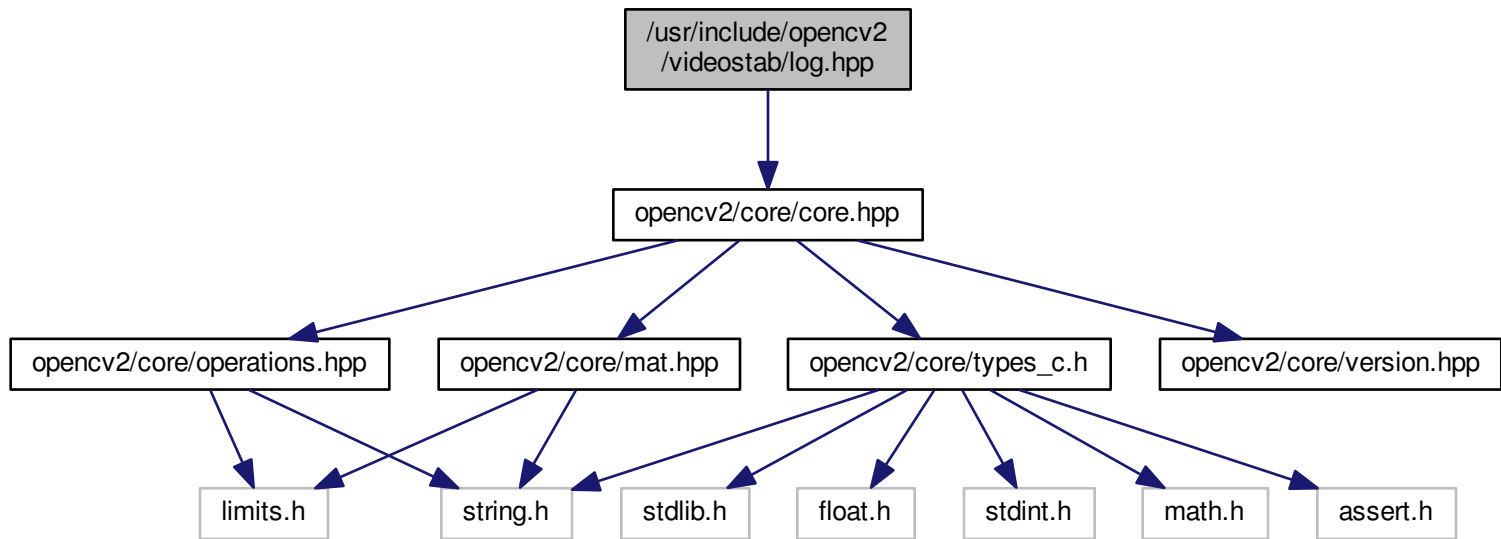 /usr/include/opencv2
/videostab/log.hpp
opencv2/core/core.hpp
opencv2/core/operations.hpp
opencv2/core/mat.hpp
opencv2/core/types_c.h
opencv2/core/version.hpp
limits.h
string.h
stdlib.h
float.h
stdint.h
math.h
assert.h